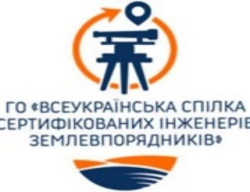 ГО «ВСЕУКРАЇНСЬКА СПІЛКА
СЕРТИФІКОВАНИХ ІНЖЕНЕРІВ
ЗЕМЛЕВПОРЯДНИКІВ»